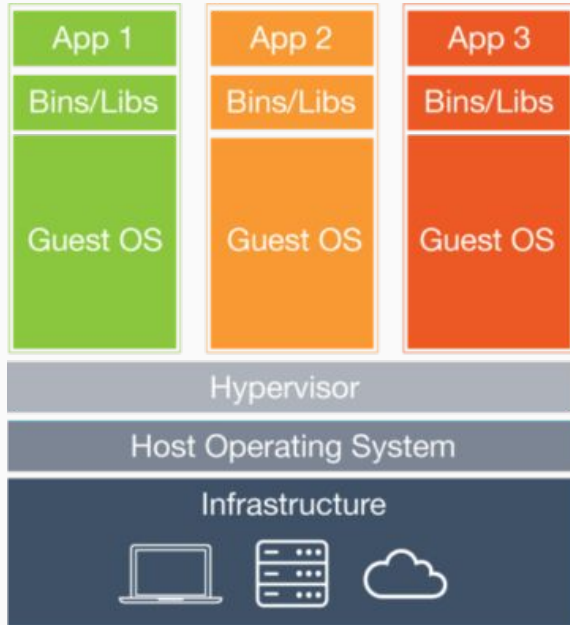 App 1
App 2
App 3
Bins/Libs
Bins/Libs
Bins/Libs
Guest OS
Guest OS
Guest OS
Hypervisor
Host Operating System
Infrastructure